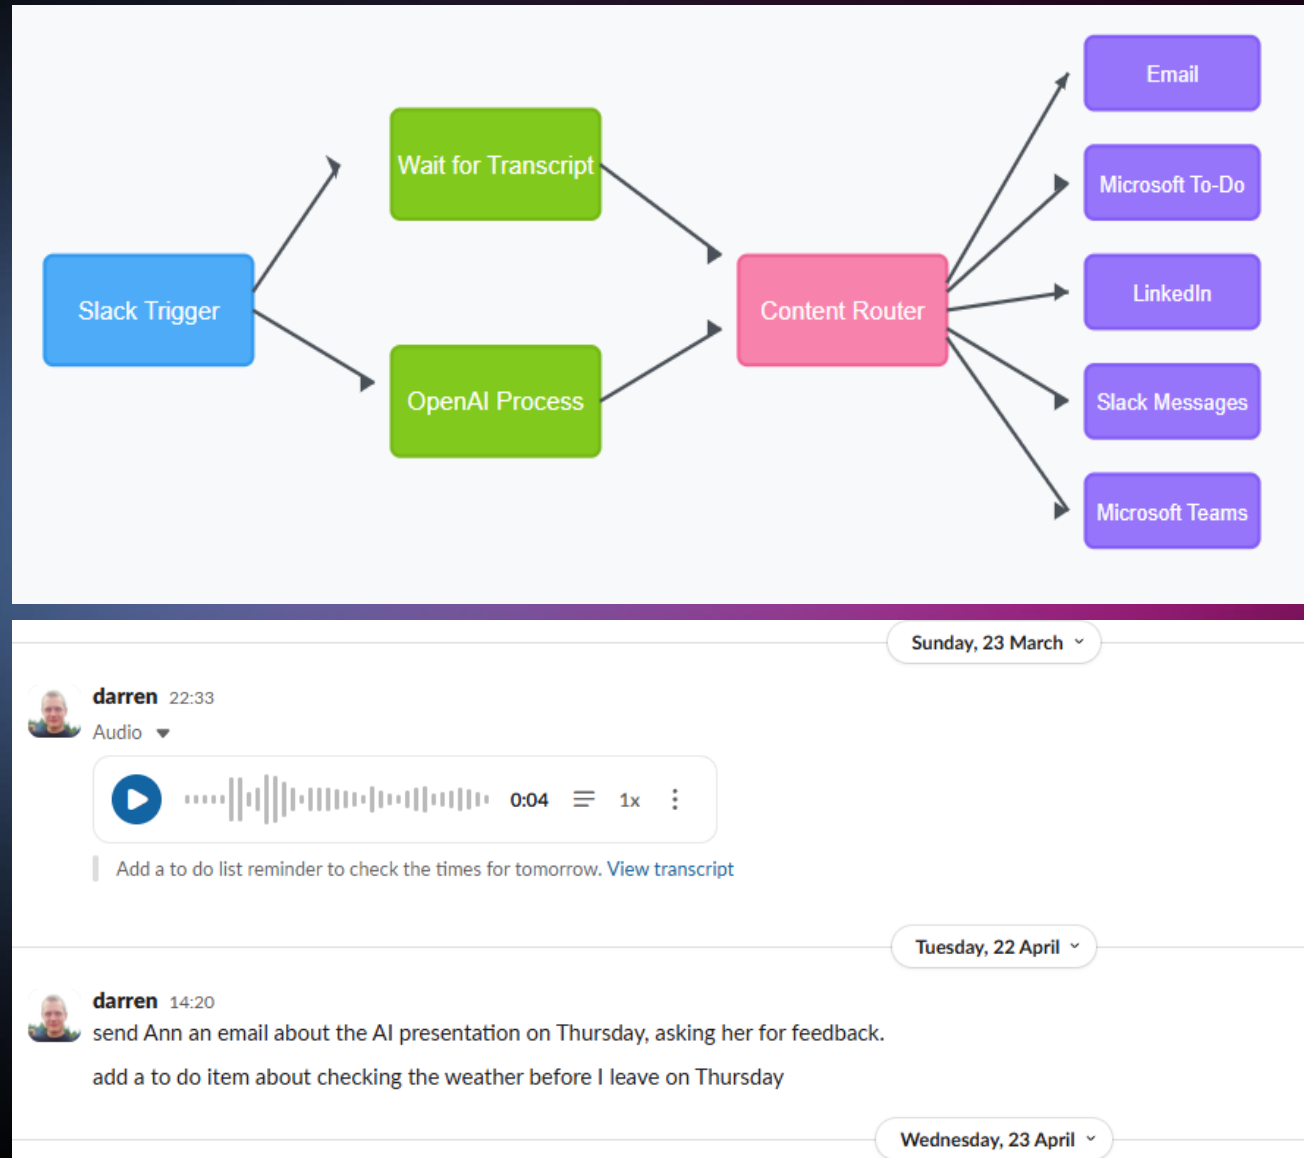 Email
Wait for Transcript
Microsoft To-Do
Slack Trigger
Content Router
LinkedIn
OpenAI Process
Slack Messages
Microsoft Teams
Sunday, 23 March
darren 22:33
Audio
0:04 1x
Add a to do list reminder to check the times for tomorrow. View transcript
Tuesday, 22 April
darren 14:20
send Ann an email about the AI presentation on Thursday, asking her for feedback.
add a to do item about checking the weather before I leave on Thursday
Wednesday, 23 April